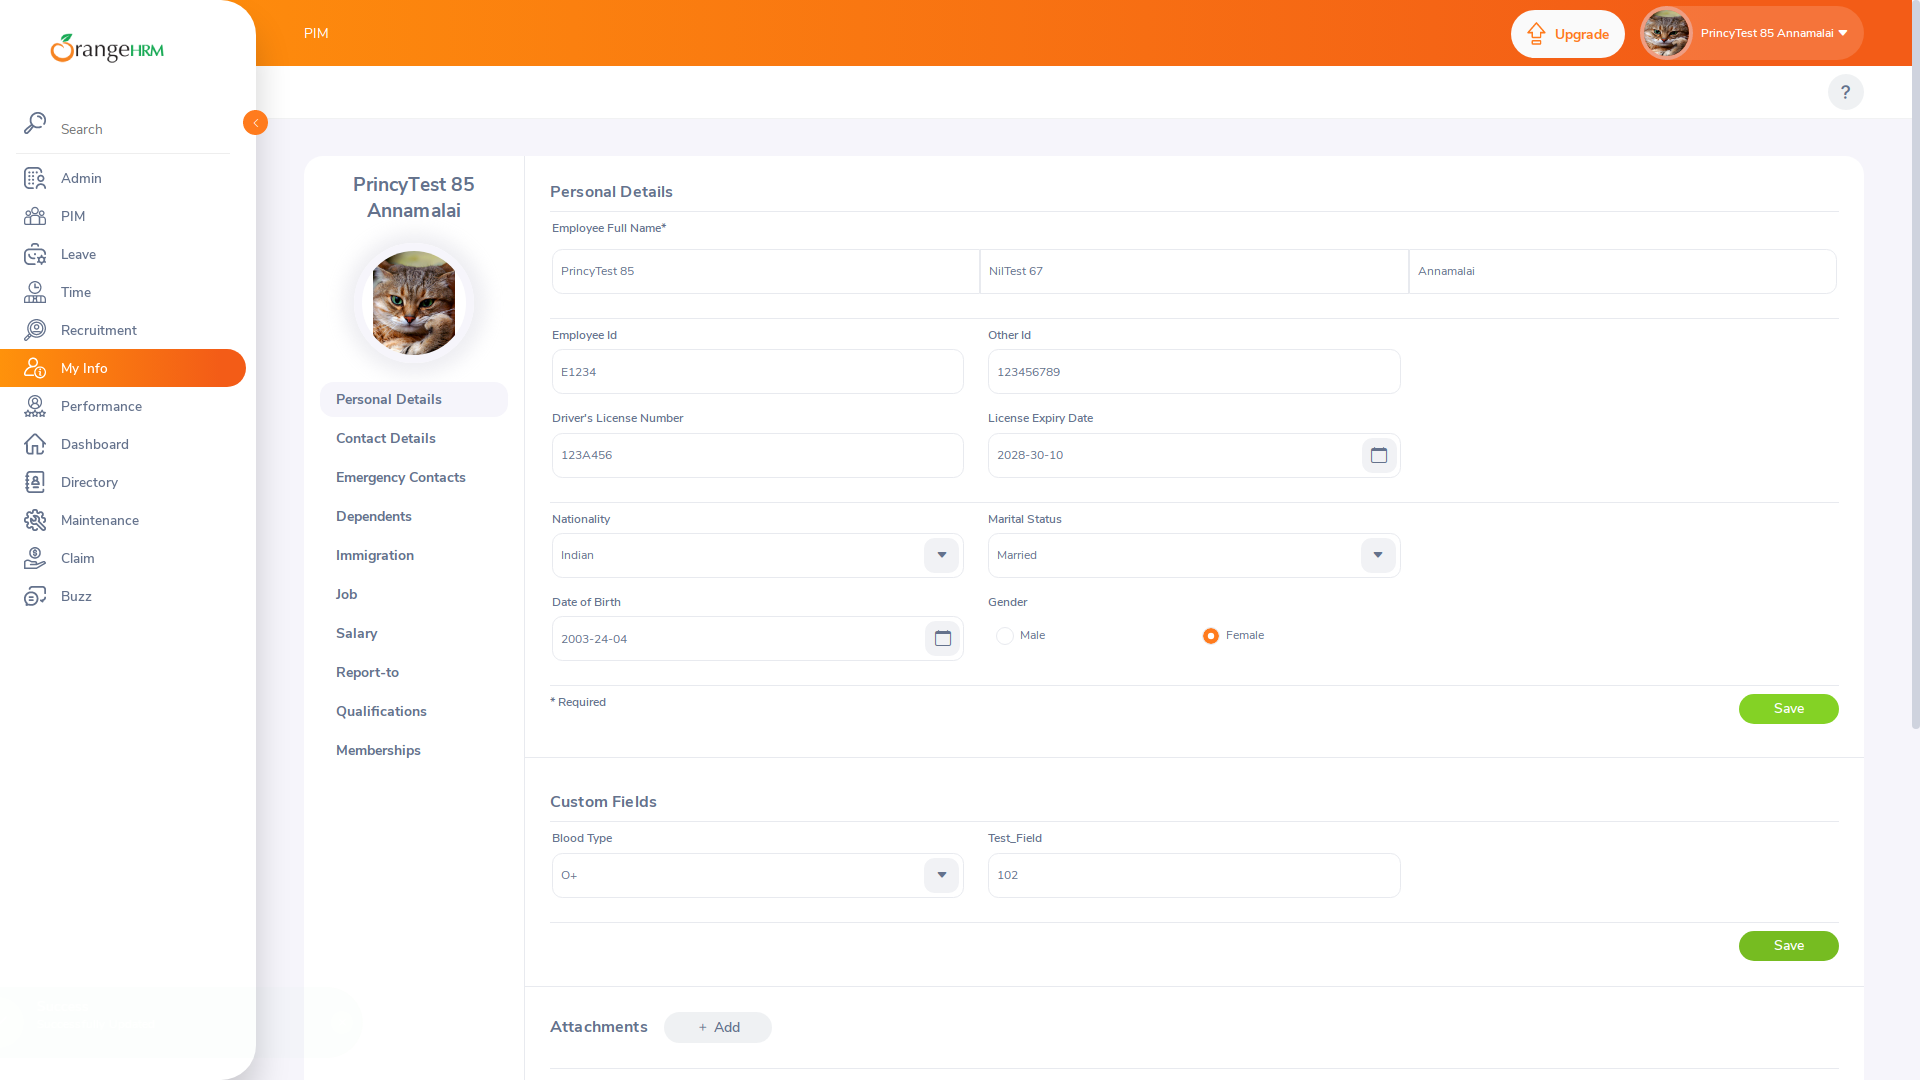 OrangeHRM
PIM
Upgrade
PrincyTest 85 Annamalai
?
Search
Admin
PIM
Leave
Time
Recruitment
My Info
Performance
Dashboard
Directory
Maintenance
Claim
Buzz
PrincyTest 85
Annamalai
Personal Details
Contact Details
Emergency Contacts
Dependents
Immigration
Job
Salary
Report-to
Qualifications
Memberships
Personal Details
Employee Full Name*
PrincyTest 85 NilTest 67 Annamalai
Employee Id Other Id
E1234 123456789
Driver's License Number License Expiry Date
123A456 2028-30-10
Nationality Marital Status
Indian Married
Date of Birth Gender
2003-24-04 Male Female
* Required
Save
Custom Fields
Blood Type Test_Field
O+ 102
Save
Attachments + Add